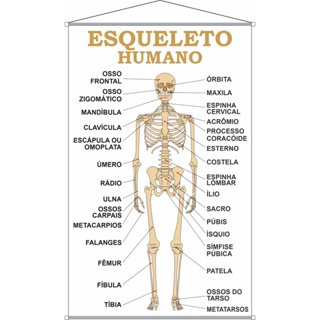 ESQUELETO
HUMANO
OSSO
FRONTAL
OSSO
ZIGOMÁTICO
MANDÍBULA
CLAVÍCULA
ESCÁPULA OU
OMOPLATA
ÚMERO
RÁDIO
ULNA
OSSOS
CARPAIS
METACARPIOS
FALANGES
FÊMUR
FÍBULA
TÍBIA
ÓRBITA
MAXILA
ESPINHA
CERVICAL
ACRÔMIO
PROCESSO
CORACÓIDE
ESTERNO
COSTELA
ESPINHA
LOMBAR
ÍLIO
SACRO
PÚBIS
ÍSQUIO
SÍMFISE
PÚBICA
PATELA
OSSOS DO
TARSO
METATARSOS